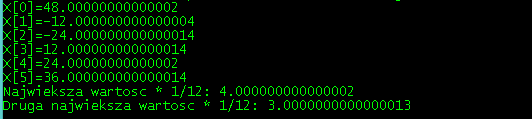 X[0]=48.00000000000002
X[1]=-12.000000000000004
X[2]=-24.000000000000014
X[3]=12.000000000000014
X[4]=24.00000000000002
X[5]=36.000000000000014
Najwieksza wartosc * 1/12: 4.000000000000002
Druga najwieksza wartosc * 1/12: 3.0000000000000013